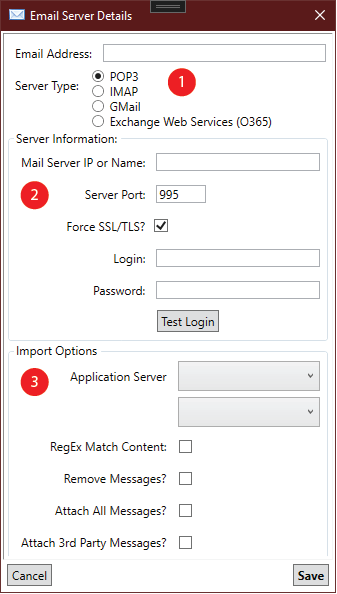 Email Server Details
Email Address:
Server Type: POP3 1
IMAP
GMail
Exchange Web Services (O365)
Server Information:
Mail Server IP or Name:
2 Server Port: 995
Force SSL/TLS?
Login:
Password:
Test Login
Import Options
3 Application Server
RegEx Match Content:
Remove Messages?
Attach All Messages?
Attach 3rd Party Messages?
Cancel Save